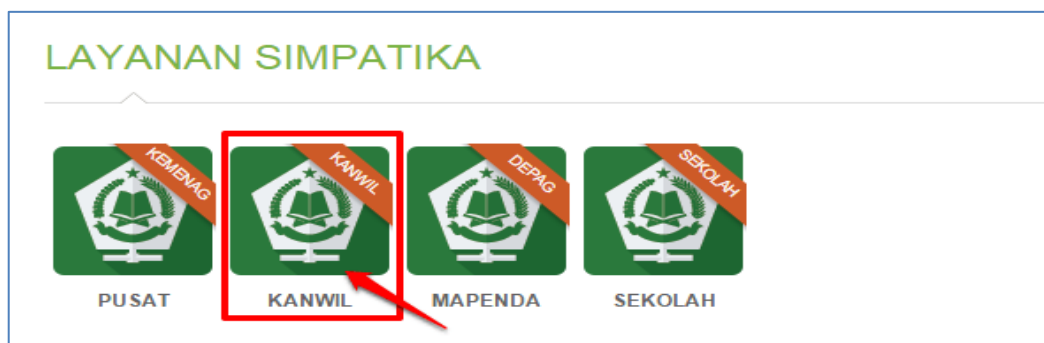 LAYANAN SIMPATIKA
KEMENAG
KANWIL
DEPAG
SEKOLAH
PUSAT
KANWIL
MAPENDA
SEKOLAH